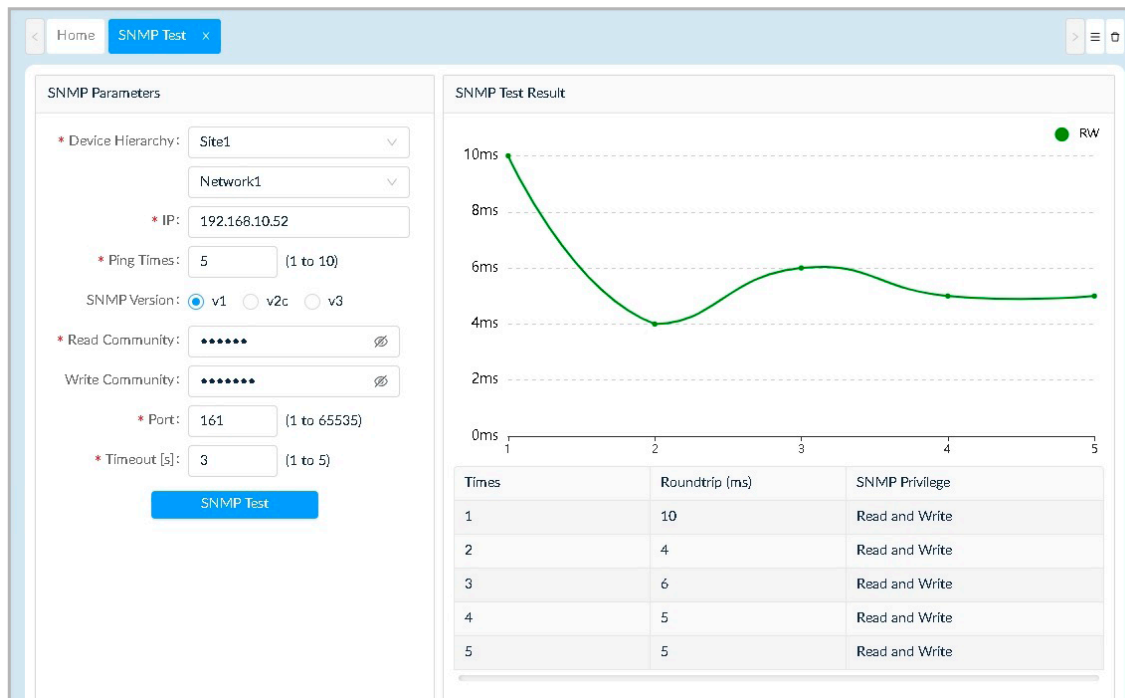 Home
SNMP Test ×
SNMP Parameters
* Device Hierarchy: Site1
Network1
* IP: 192.168.10.52
* Ping Times: 5 (1 to 10)
SNMP Version: v1 v2c v3
* Read Community: ••••••
Write Community: •••••••
* Port: 161 (1 to 65535)
* Timeout [s]: 3 (1 to 5)
SNMP Test
SNMP Test Result
RW
10ms
8ms
6ms
4ms
2ms
0ms
1 2 3 4 5
Times Roundtrip (ms) SNMP Privilege
1 10 Read and Write
2 4 Read and Write
3 6 Read and Write
4 5 Read and Write
5 5 Read and Write